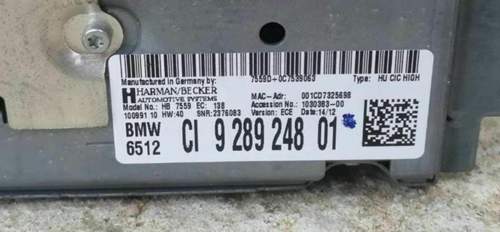 Manufactured in Germany by: 7559D-0C7539063 Type: HU CIC HIGH
HARMAN/BECKER
AUTOMOTIVE SYSTEMS MAC-Adr: 001CD7325698
Model No.: HB 7559 EC: 138 Accession No.: 1030383-00
100991 10 HW:40 SNR:2376083 Version: ECE Date:14/12
BMW
6512 CI 9 289 248 01